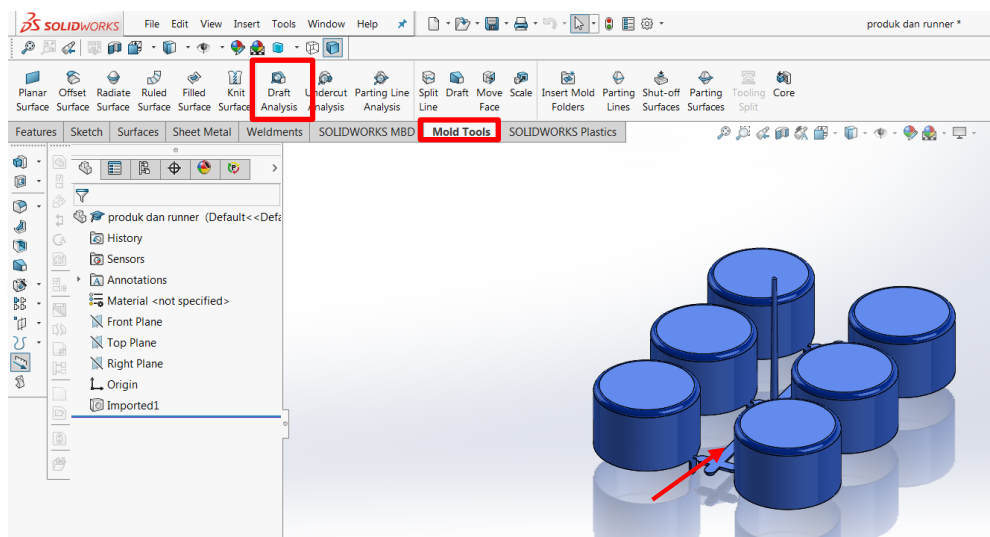 SOLIDWORKS File Edit View Insert Tools Window Help produk dan runner *
Planar Surface
Offset Surface
Radiate Surface
Ruled Surface
Filled Surface
Knit Surface
Draft Analysis
Undercut Analysis
Parting Line Analysis
Split Line
Draft
Move Face
Scale
Insert Mold Folders
Parting Lines
Shut-off Surfaces
Parting Surfaces
Tooling Split
Core
Features Sketch Surfaces Sheet Metal Weldments SOLIDWORKS MBD Mold Tools SOLIDWORKS Plastics
produk dan runner (Default<<Defa
History
Sensors
Annotations
Material <not specified>
Front Plane
Top Plane
Right Plane
Origin
Imported1